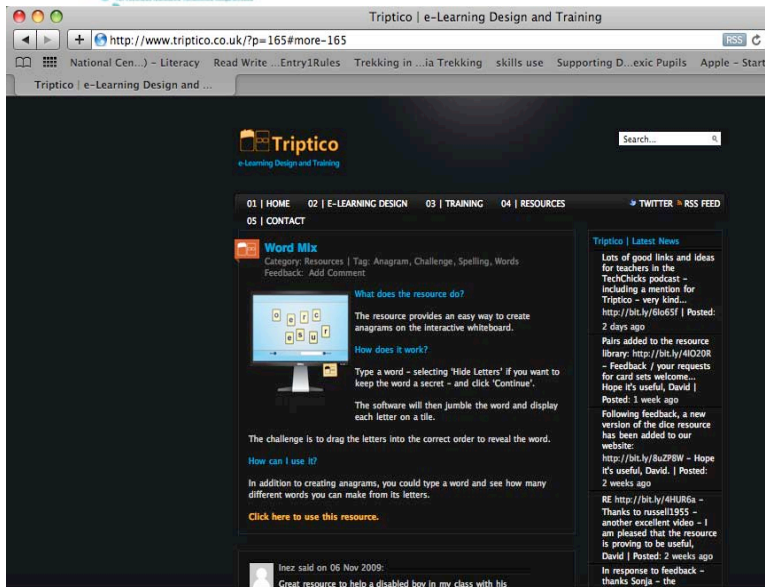 Triptico | e-Learning Design and Training
http://www.triptico.co.uk/?p=165#more-165
RSS
National Cen...) – Literacy Read Write ...Entry1Rules Trekking in ...ia Trekking skills use Supporting D...exic Pupils Apple – Start
Triptico | e-Learning Design and ...
Triptico
e-Learning Design and Training
Search...
01 | HOME 02 | E-LEARNING DESIGN 03 | TRAINING 04 | RESOURCES
05 | CONTACT
TWITTER RSS FEED
Word Mix
Category: Resources | Tag: Anagram, Challenge, Spelling, Words
Feedback: Add Comment
o e r c
e s u r
What does the resource do?
The resource provides an easy way to create
anagrams on the interactive whiteboard.
How does it work?
Type a word – selecting 'Hide Letters' if you want to
keep the word a secret – and click 'Continue'.
The software will then jumble the word and display
each letter on a tile.
The challenge is to drag the letters into the correct order to reveal the word.
How can I use it?
In addition to creating anagrams, you could type a word and see how many
different words you can make from its letters.
Click here to use this resource.
Inez said on 06 Nov 2009:
Great resource to help a disabled boy in my class with his
Triptico | Latest News
Lots of good links and ideas
for teachers in the
TechChicks podcast –
including a mention for
Triptico – very kind...
http://bit.ly/6lo65f | Posted:
2 days ago
Pairs added to the resource
library: http://bit.ly/4IO20R
– Feedback / your requests
for card sets welcome...
Hope it's useful, David |
Posted: 1 week ago
Following feedback, a new
version of the dice resource
has been added to our
website:
http://bit.ly/8uZP8W – Hope
it's useful, David. | Posted:
2 weeks ago
RE http://bit.ly/4HUR6a –
Thanks to russell1955 –
another excellent video – I
am pleased that the resource
is proving to be useful,
David | Posted: 2 weeks ago
In response to feedback –
thanks Sonja – the